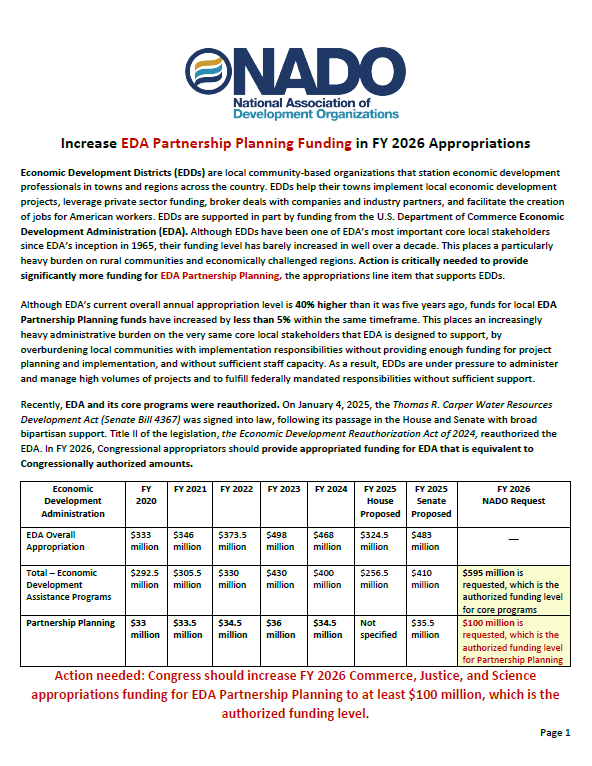 NADO
National Association of
Development Organizations
Increase EDA Partnership Planning Funding in FY 2026 Appropriations
Economic Development Districts (EDDs) are local community-based organizations that station economic development
professionals in towns and regions across the country. EDDs help their towns implement local economic development
projects, leverage private sector funding, broker deals with companies and industry partners, and facilitate the creation
of jobs for American workers. EDDs are supported in part by funding from the U.S. Department of Commerce Economic
Development Administration (EDA). Although EDDs have been one of EDA's most important core local stakeholders
since EDA's inception in 1965, their funding level has barely increased in well over a decade. This places a particularly
heavy burden on rural communities and economically challenged regions. Action is critically needed to provide
significantly more funding for EDA Partnership Planning, the appropriations line item that supports EDDs.
Although EDA's current overall annual appropriation level is 40% higher than it was five years ago, funds for local EDA
Partnership Planning funds have increased by less than 5% within the same timeframe. This places an increasingly
heavy administrative burden on the very same core local stakeholders that EDA is designed to support, by
overburdening local communities with implementation responsibilities without providing enough funding for project
planning and implementation, and without sufficient staff capacity. As a result, EDDs are under pressure to administer
and manage high volumes of projects and to fulfill federally mandated responsibilities without sufficient support.
Recently, EDA and its core programs were reauthorized. On January 4, 2025, the Thomas R. Carper Water Resources
Development Act (Senate Bill 4367) was signed into law, following its passage in the House and Senate with broad
bipartisan support. Title II of the legislation, the Economic Development Reauthorization Act of 2024, reauthorized the
EDA. In FY 2026, Congressional appropriators should provide appropriated funding for EDA that is equivalent to
Congressionally authorized amounts.
Economic Development Administration FY 2020 FY 2021 FY 2022 FY 2023 FY 2024 FY 2025 House Proposed FY 2025 Senate Proposed FY 2026 NADO Request
EDA Overall Appropriation $333 million $346 million $373.5 million $498 million $468 million $324.5 million $483 million —
Total – Economic Development Assistance Programs $292.5 million $305.5 million $330 million $430 million $400 million $256.5 million $410 million $595 million is requested, which is the authorized funding level for core programs
Partnership Planning $33 million $33.5 million $34.5 million $36 million $34.5 million Not specified $35.5 million $100 million is requested, which is the authorized funding level for Partnership Planning
Action needed: Congress should increase FY 2026 Commerce, Justice, and Science
appropriations funding for EDA Partnership Planning to at least $100 million, which is the
authorized funding level.
Page 1